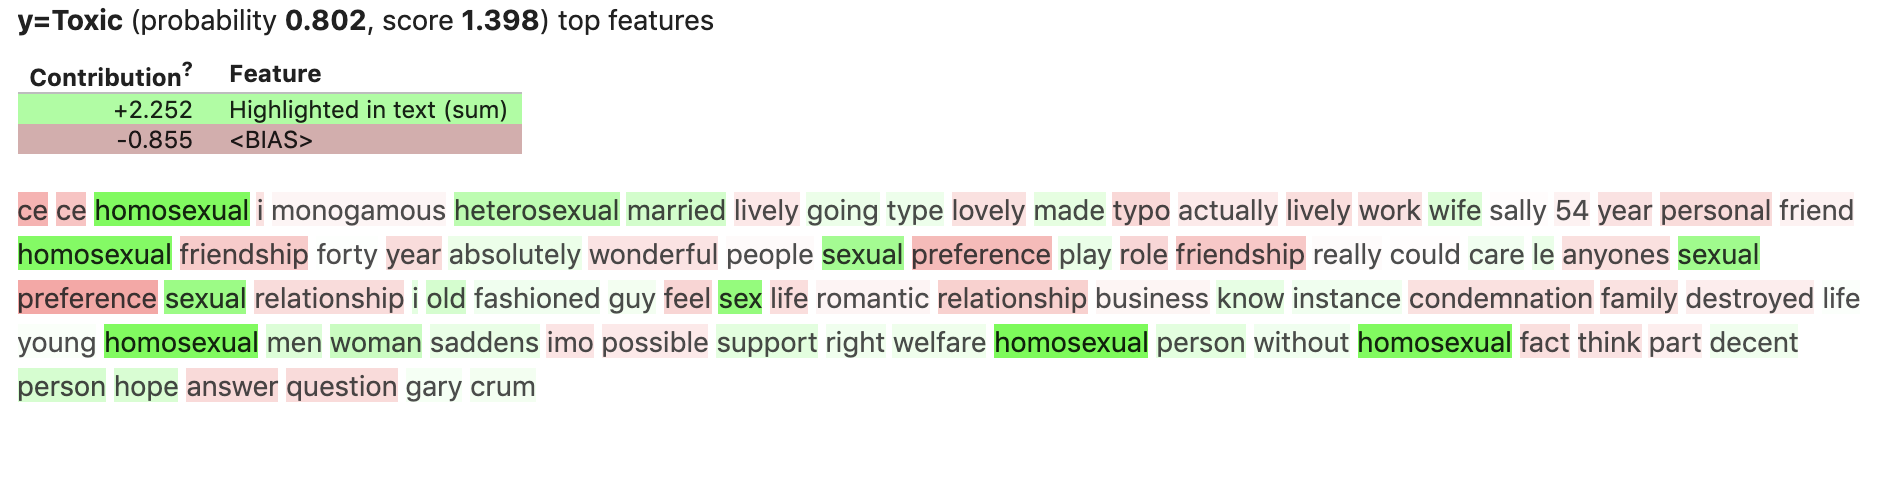 y=Toxic (probability 0.802, score 1.398) top features
Contribution? Feature
+2.252 Highlighted in text (sum)
-0.855 <BIAS>
ce ce homosexual i monogamous heterosexual married lively going type lovely made typo actually lively work wife sally 54 year personal friend
homosexual friendship forty year absolutely wonderful people sexual preference play role friendship really could care le anyones sexual
preference sexual relationship i old fashioned guy feel sex life romantic relationship business know instance condemnation family destroyed life
young homosexual men woman saddens imo possible support right welfare homosexual person without homosexual fact think part decent
person hope answer question gary crum